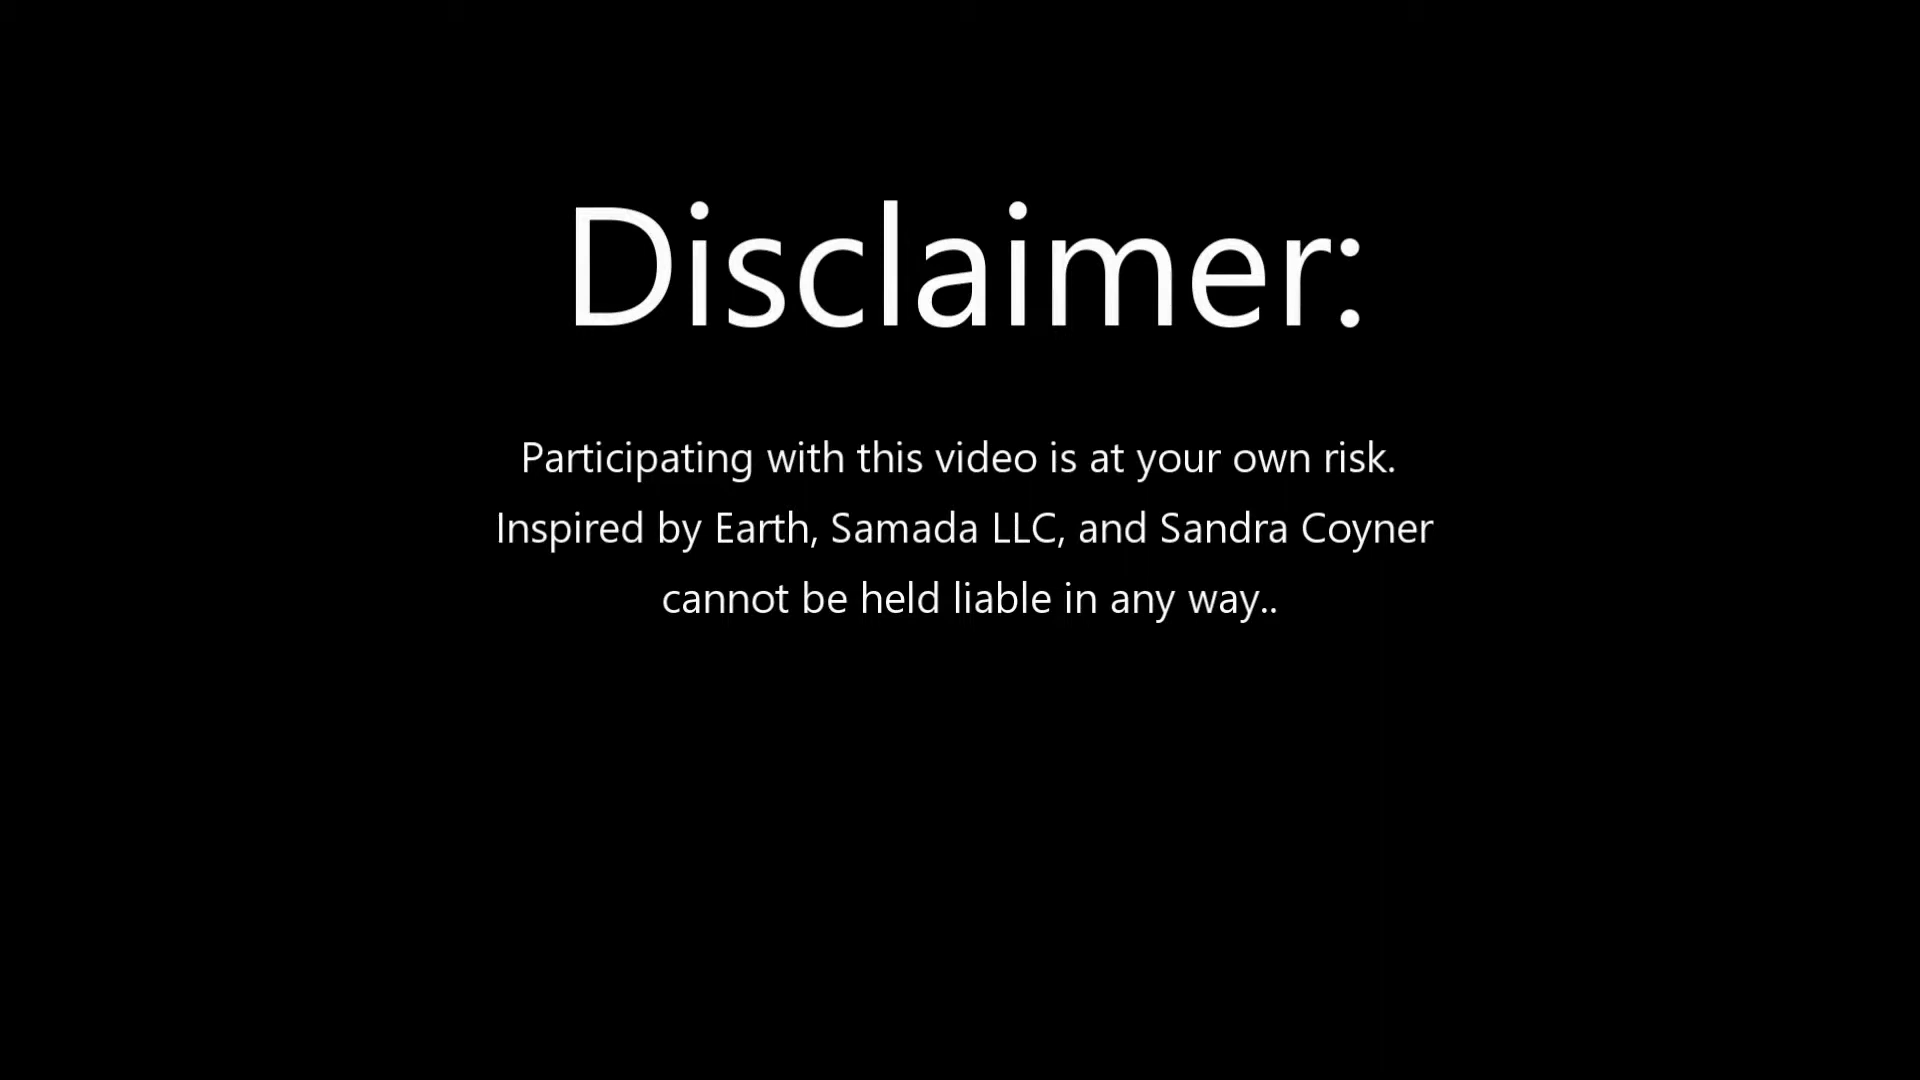 Disclaimer:
Participating with this video is at your own risk.
Inspired by Earth, Samada LLC, and Sandra Coyner
cannot be held liable in any way..